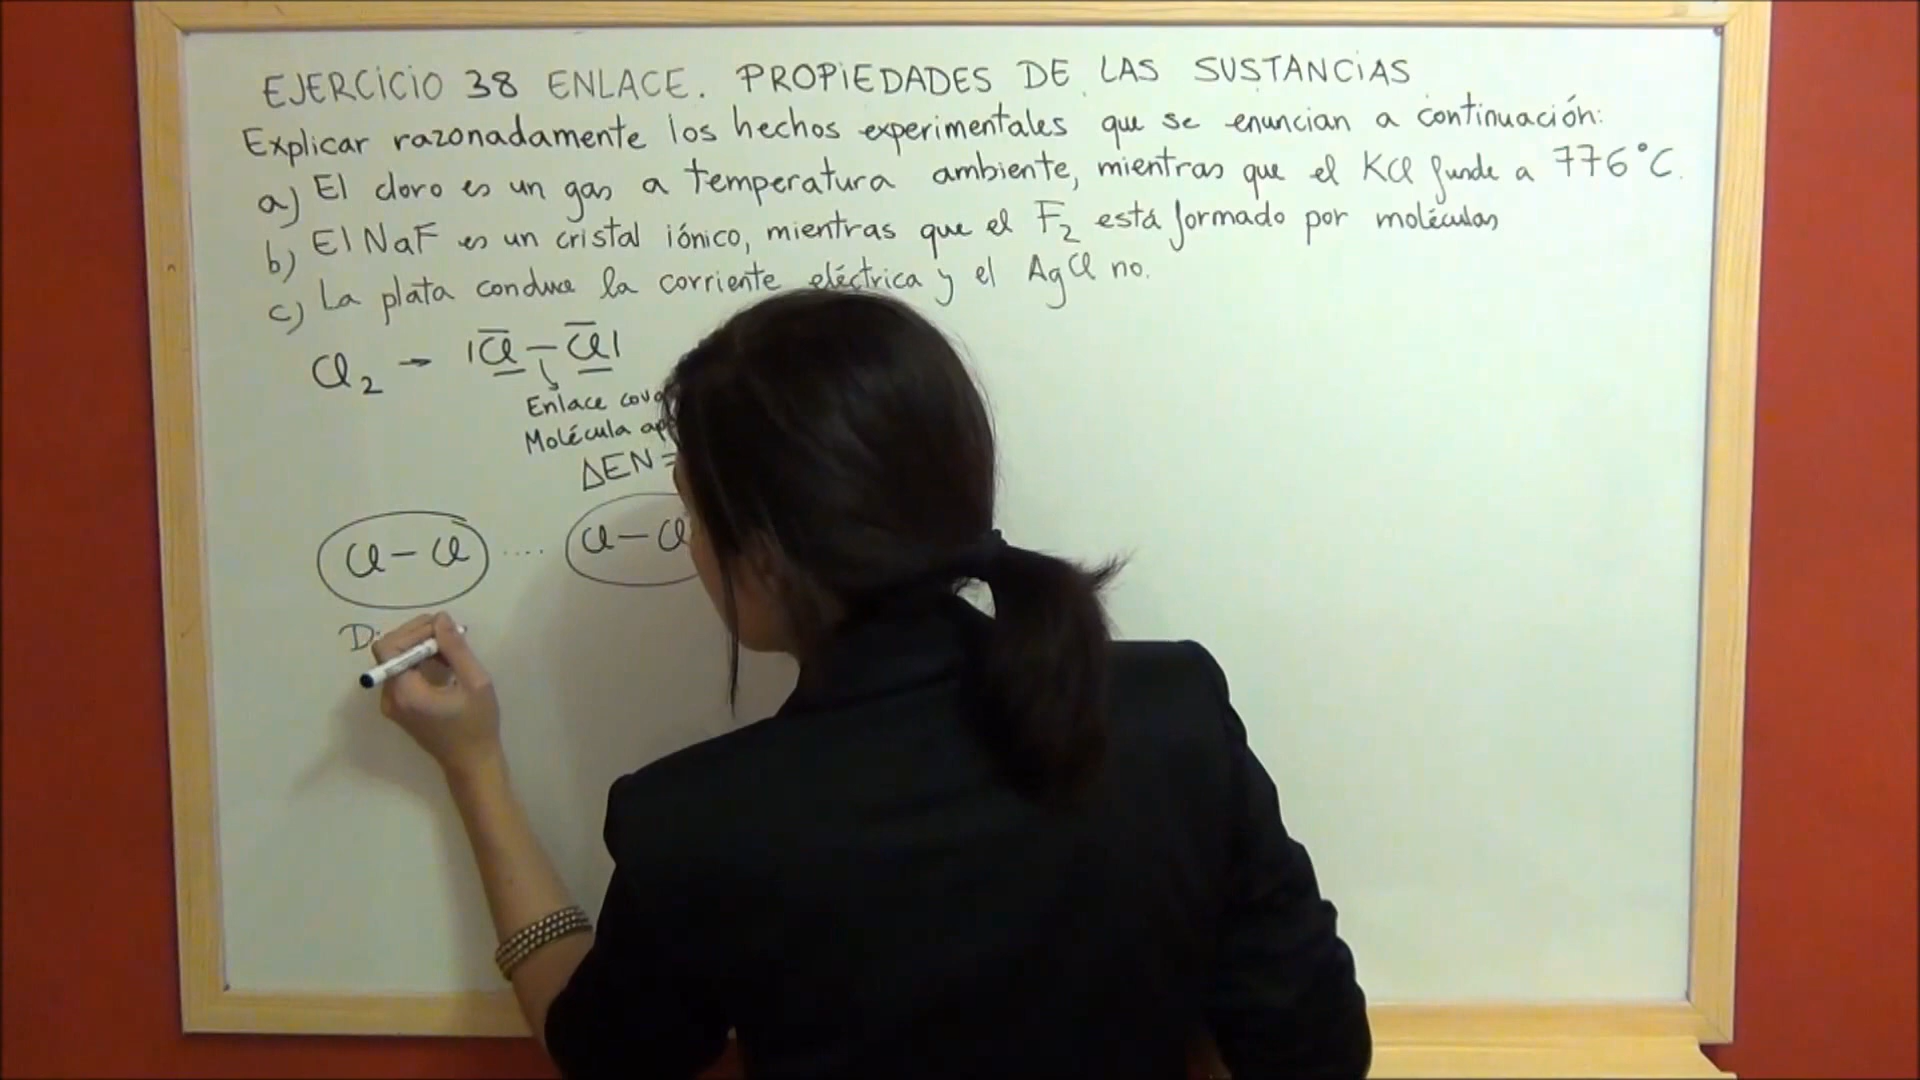 EJERCICIO 38 ENLACE. PROPIEDADES DE LAS SUSTANCIAS
Explicar razonadamente los hechos experimentales que se enuncian a continuación:
a) El cloro es un gas a temperatura ambiente, mientras que el KCl funde a 776°C.
b) El NaF es un cristal iónico, mientras que el F₂ está formado por moléculas
c) La plata conduce la corriente eléctrica y el AgCl no.
Cl₂ → |Cl̅ – Cl̅|
Enlace
Molécula
ΔEN =
Cl – Cl .... Cl – Cl